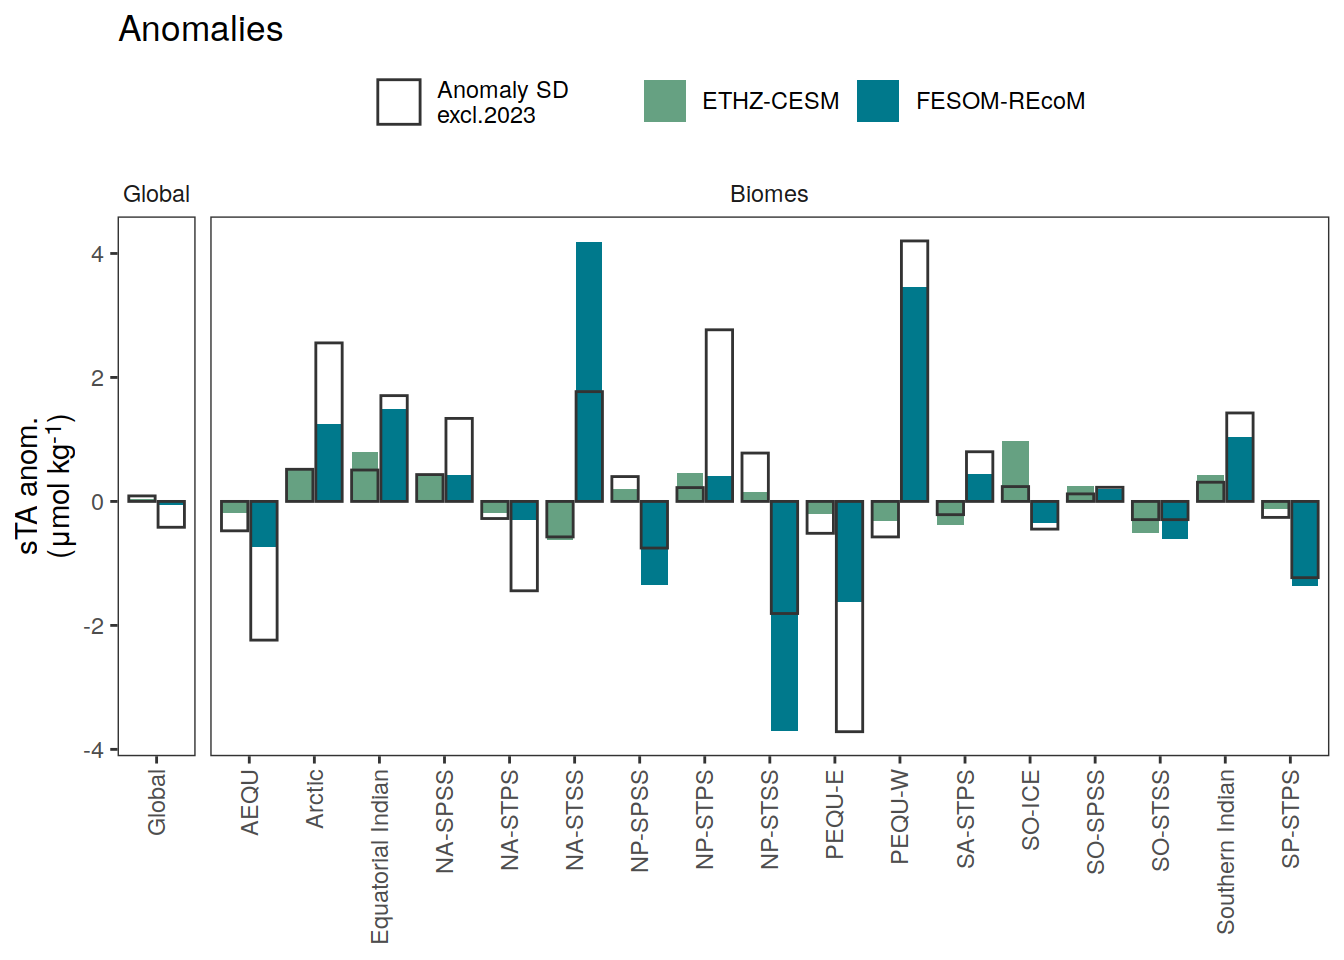 Anomalies
Anomaly SD
excl.2023
ETHZ-CESM
FESOM-REcoM
Global
Biomes
sTA anom.
(μmol kg⁻¹)
4
2
0
-2
-4
Global
AEQU
Arctic
Equatorial Indian
NA-SPSS
NA-STPS
NA-STSS
NP-SPSS
NP-STPS
NP-STSS
PEQU-E
PEQU-W
SA-STPS
SO-ICE
SO-SPSS
SO-STSS
Southern Indian
SP-STPS